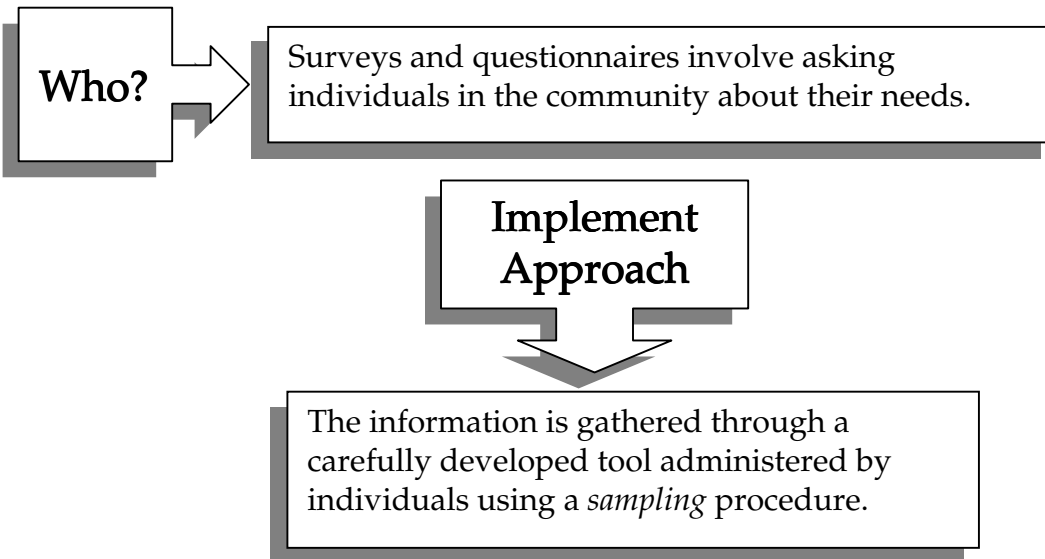 Who?
Surveys and questionnaires involve asking
individuals in the community about their needs.
Implement
Approach
The information is gathered through a
carefully developed tool administered by
individuals using a sampling procedure.